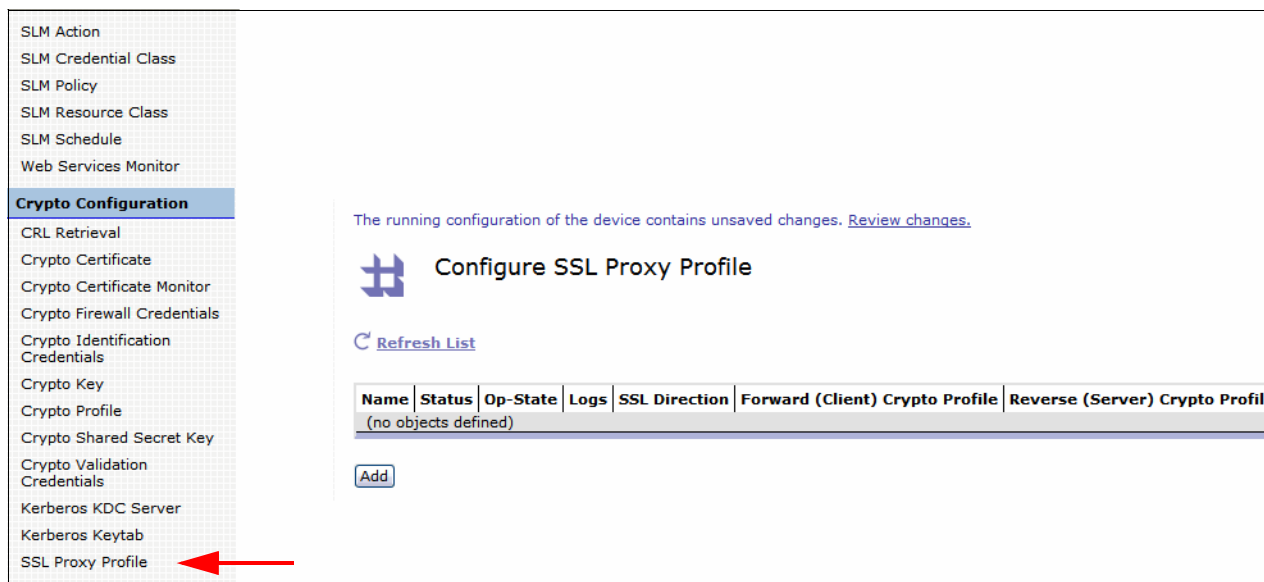 SLM Action
SLM Credential Class
SLM Policy
SLM Resource Class
SLM Schedule
Web Services Monitor
Crypto Configuration
CRL Retrieval
Crypto Certificate
Crypto Certificate Monitor
Crypto Firewall Credentials
Crypto Identification
Credentials
Crypto Key
Crypto Profile
Crypto Shared Secret Key
Crypto Validation
Credentials
Kerberos KDC Server
Kerberos Keytab
SSL Proxy Profile
The running configuration of the device contains unsaved changes. Review changes.
Configure SSL Proxy Profile
Refresh List
Name Status Op-State Logs SSL Direction Forward (Client) Crypto Profile Reverse (Server) Crypto Profil
(no objects defined)
Add